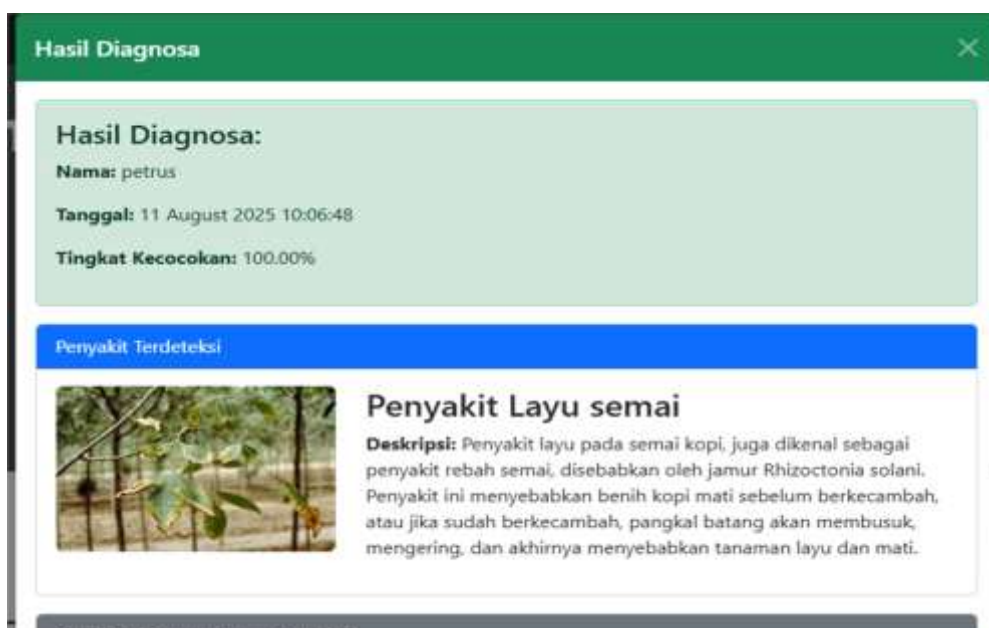 Hasil Diagnosa
Hasil Diagnosa:
Nama: petrus
Tanggal: 11 August 2025 10:06:48
Tingkat Kecocokan: 100.00%
Penyakit Terdeteksi
Penyakit Layu semai
Deskripsi: Penyakit layu pada semai kopi, juga dikenal sebagai
penyakit rebah semai, disebabkan oleh jamur Rhizoctonia solani.
Penyakit ini menyebabkan benih kopi mati sebelum berkecambah,
atau jika sudah berkecambah, pangkal batang akan membusuk,
mengering, dan akhirnya menyebabkan tanaman layu dan mati.